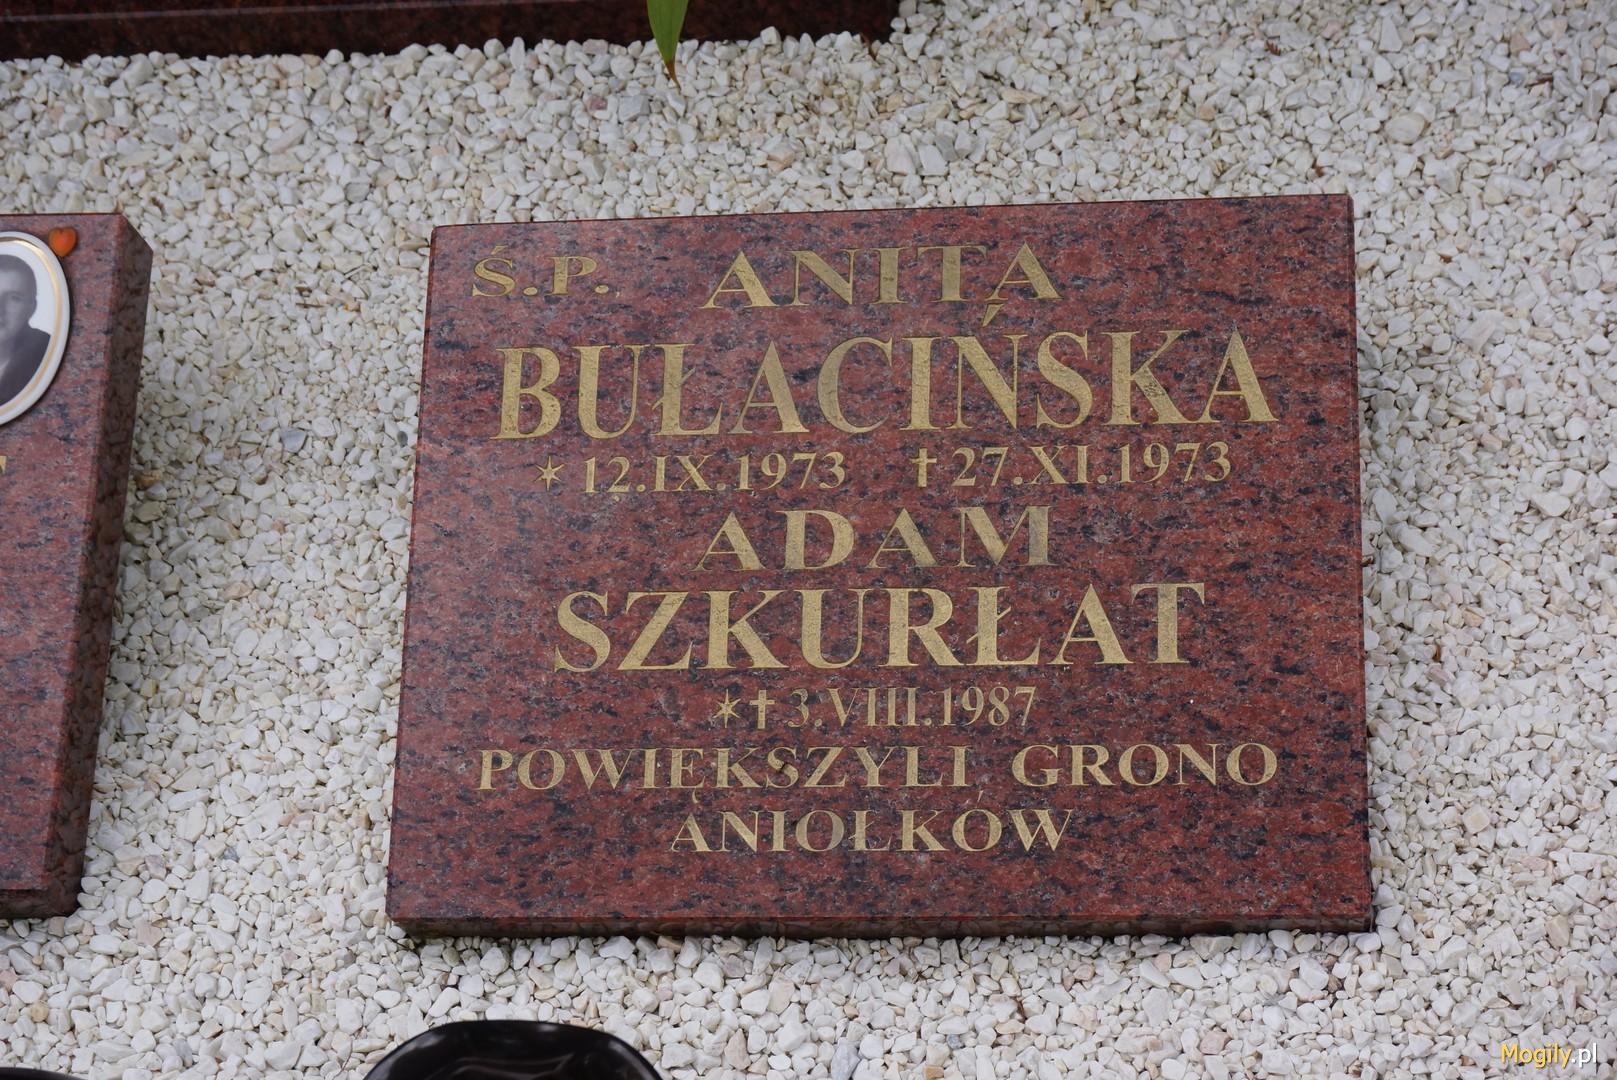 Ś.P. ANITA
BUŁACIŃSKA
✶ 12.IX.1973 ✝ 27.XI.1973
ADAM
SZKURŁAT
✶✝ 3.VIII.1987
POWIĘKSZYLI GRONO
ANIOŁKÓW
Mogily.pl